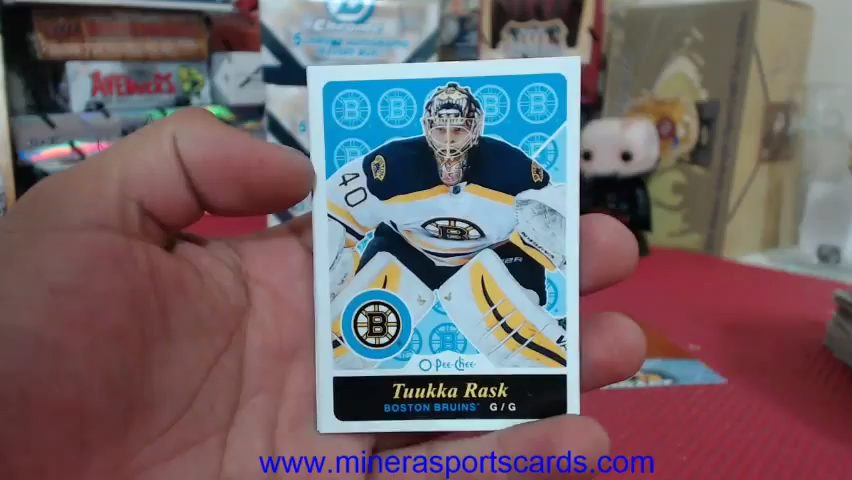 AVENGERS
40
O Pee-Chee
Tuukka Rask
BOSTON BRUINS G/G
www.minerasportscards.com